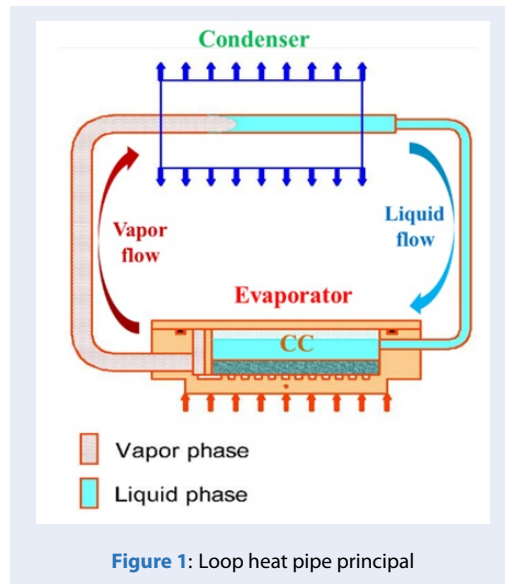 Condenser
Vapor
flow
Liquid
flow
Evaporator
CC
Vapor phase
Liquid phase
Figure 1: Loop heat pipe principal